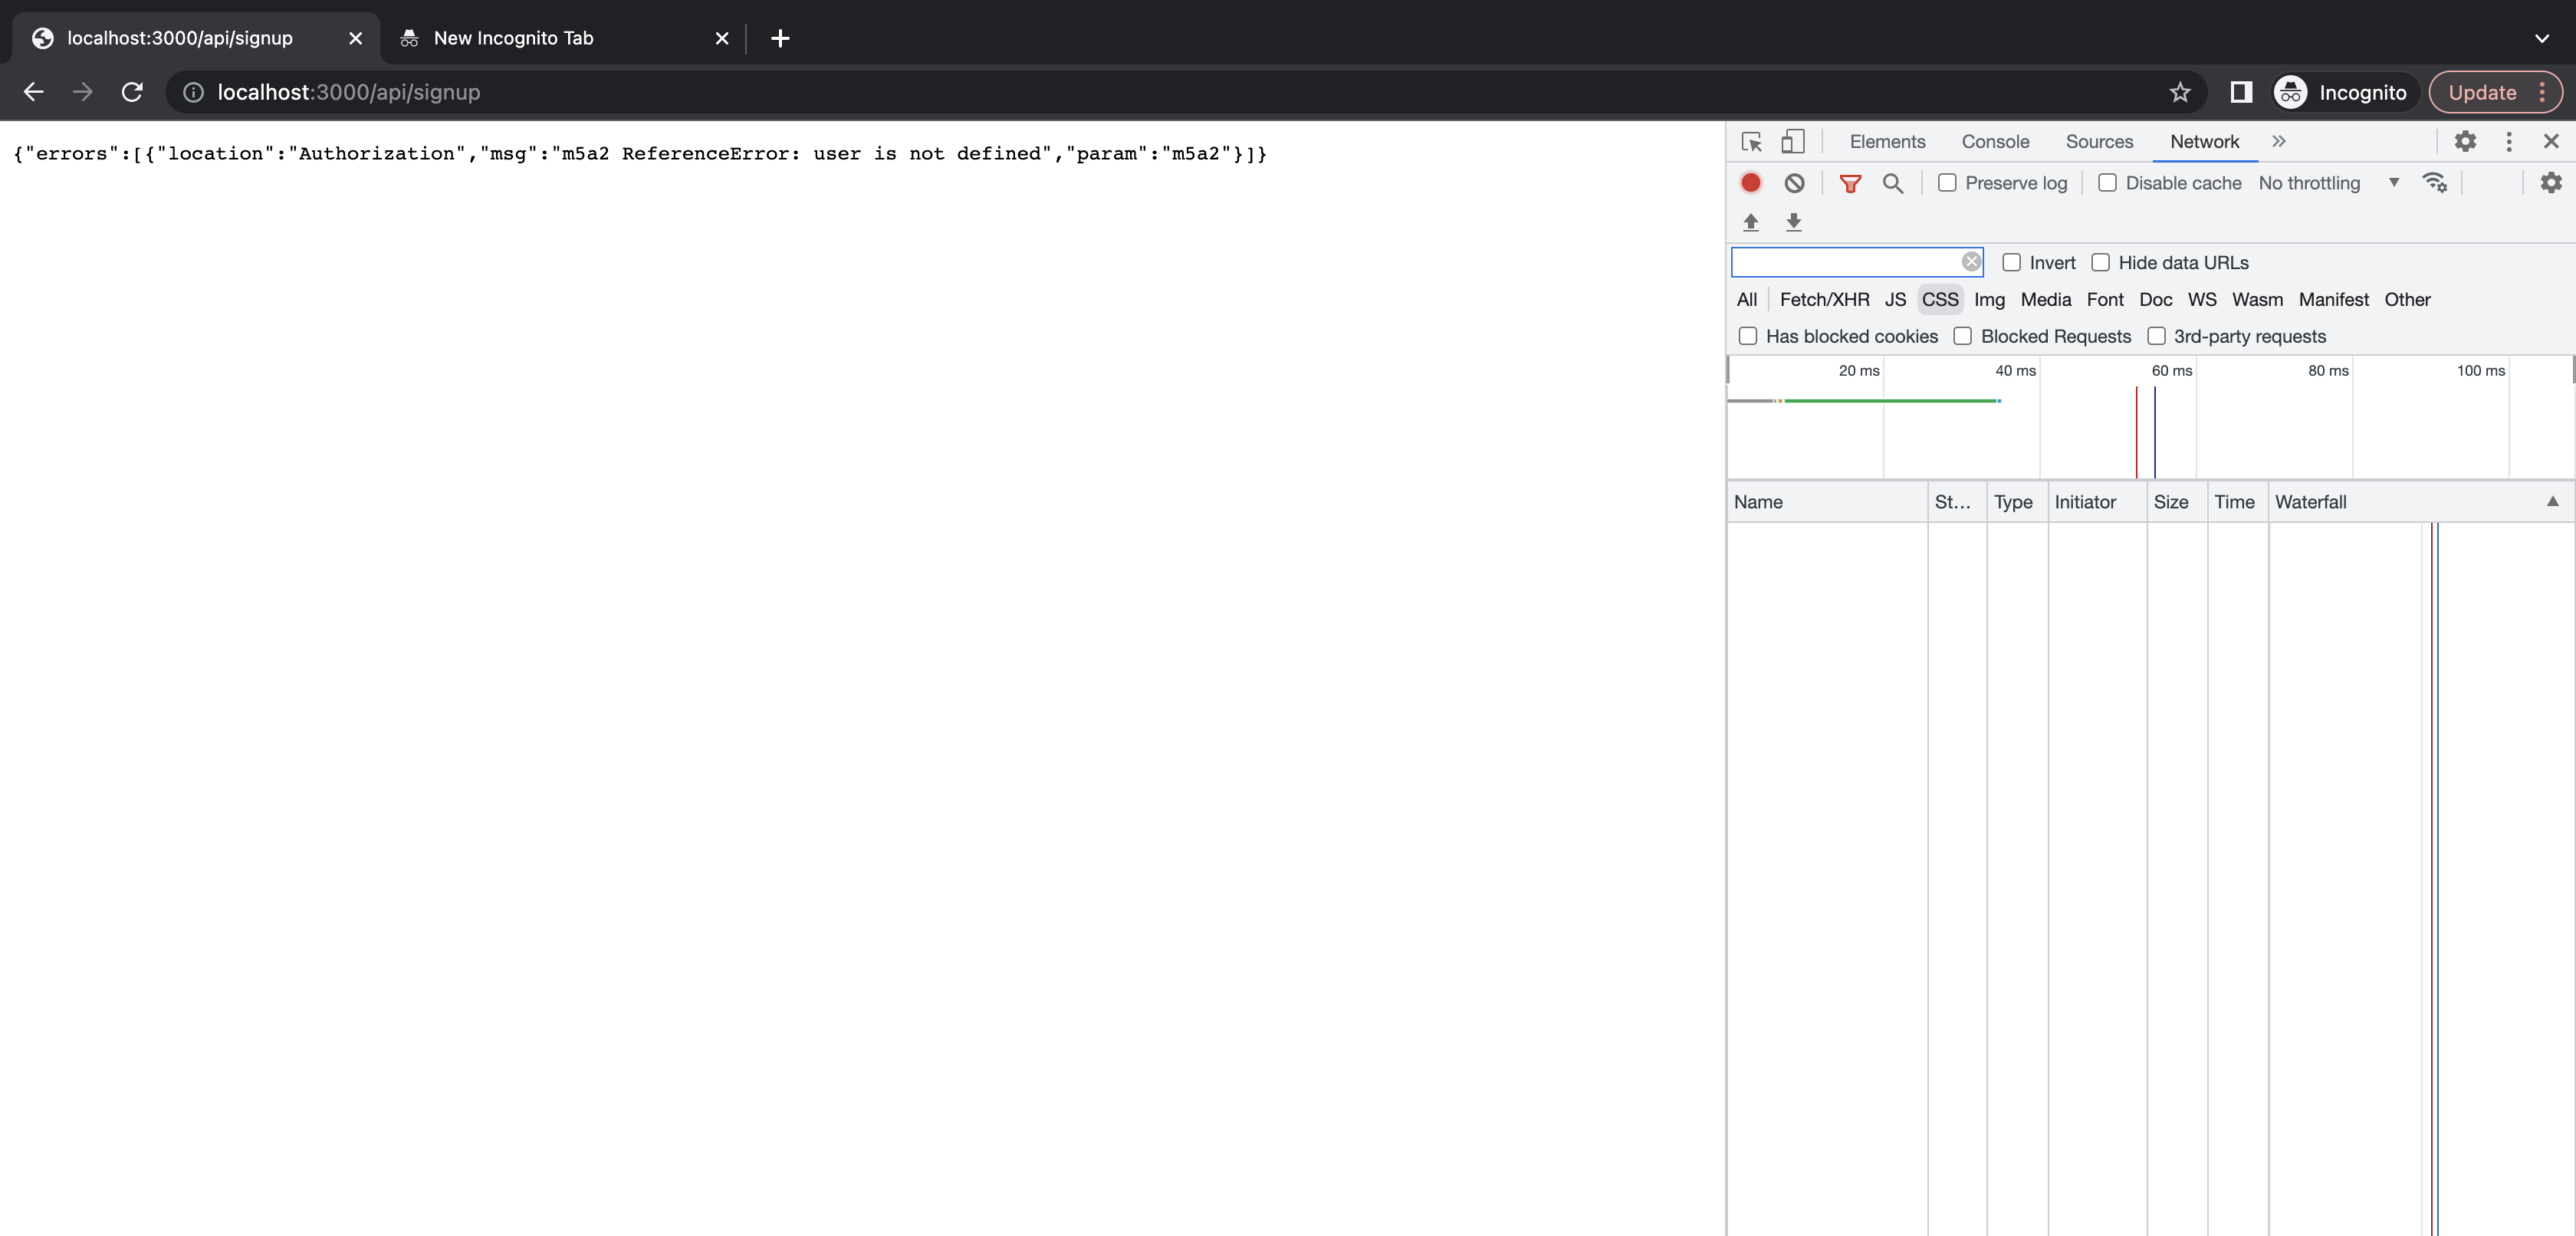 localhost:3000/api/signup
New Incognito Tab
localhost:3000/api/signup
Incognito
Update
{"errors":[{"location":"Authorization","msg":"m5a2 ReferenceError: user is not defined","param":"m5a2"}]}
Elements Console Sources Network
Preserve log Disable cache No throttling
Invert Hide data URLs
All Fetch/XHR JS CSS Img Media Font Doc WS Wasm Manifest Other
Has blocked cookies Blocked Requests 3rd-party requests
20 ms 40 ms 60 ms 80 ms 100 ms
Name St... Type Initiator Size Time Waterfall